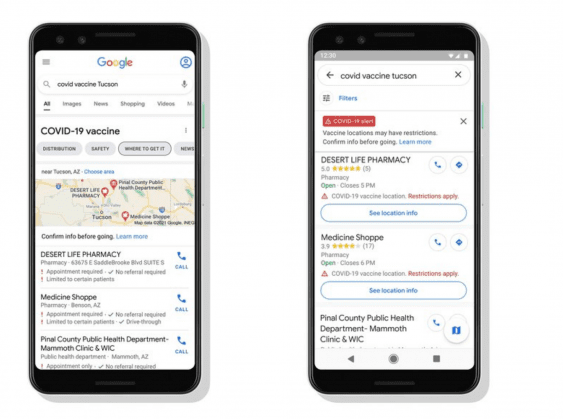 Google
covid vaccine Tucson
All Images News Shopping Videos
COVID-19 vaccine
DISTRIBUTION SAFETY WHERE TO GET IT NEWS
near Tucson, AZ · Choose area
Pinal County Public
Health Department
DESERT LIFE
PHARMACY
Tucson
Medicine Shoppe
Map data ©2021 Google, INEG
Confirm info before going. Learn more
DESERT LIFE PHARMACY
Pharmacy · 63675 E SaddleBrooke Blvd SUITE S
! Appointment required · ✓ No referral required
! Limited to certain patients
CALL
Medicine Shoppe
Pharmacy · Benson, AZ
! Appointment required · ✓ No referral required
! Limited to certain patients · ✓ Drive-through
CALL
Pinal County Public Health Department-
Mammoth Clinic & WIC
Public health department · Mammoth, AZ
! Appointment only · ✓ No referral required
CALL
12:30
covid vaccine tucson
Filters
COVID-19 alert
Vaccine locations may have restrictions.
Confirm info before going. Learn more
DESERT LIFE PHARMACY
5.0 (5)
Pharmacy
Open · Closes 5 PM
COVID-19 vaccine location. Restrictions apply.
See location info
Medicine Shoppe
3.9 (17)
Pharmacy
Open · Closes 6 PM
COVID-19 vaccine location. Restrictions apply.
See location info
Pinal County Public Health
Department- Mammoth
Clinic & WIC